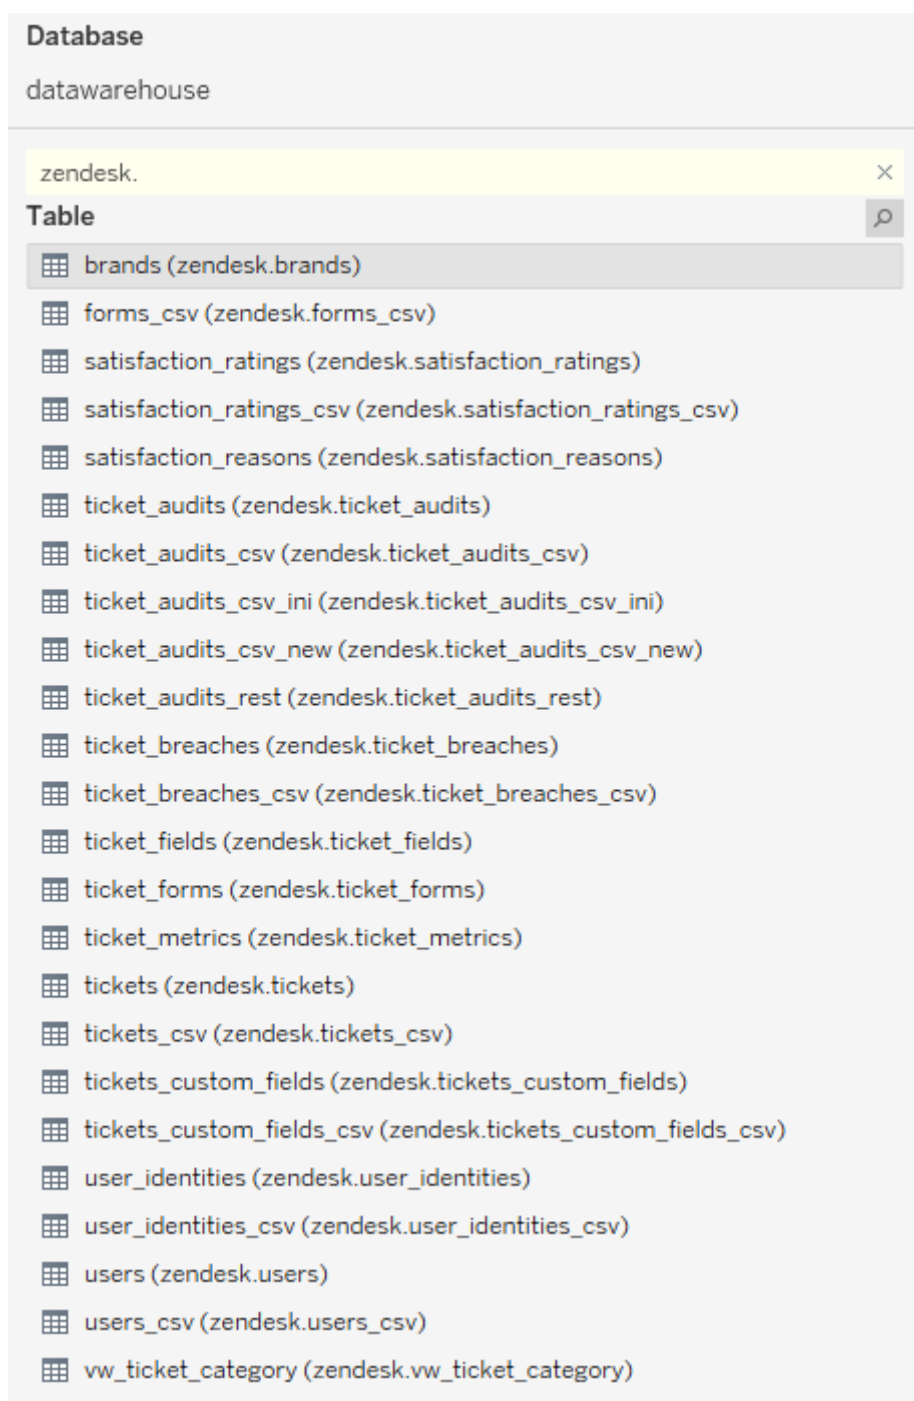 Database
datawarehouse
zendesk.
Table
brands (zendesk.brands)
forms_csv (zendesk.forms_csv)
satisfaction_ratings (zendesk.satisfaction_ratings)
satisfaction_ratings_csv (zendesk.satisfaction_ratings_csv)
satisfaction_reasons (zendesk.satisfaction_reasons)
ticket_audits (zendesk.ticket_audits)
ticket_audits_csv (zendesk.ticket_audits_csv)
ticket_audits_csv_ini (zendesk.ticket_audits_csv_ini)
ticket_audits_csv_new (zendesk.ticket_audits_csv_new)
ticket_audits_rest (zendesk.ticket_audits_rest)
ticket_breaches (zendesk.ticket_breaches)
ticket_breaches_csv (zendesk.ticket_breaches_csv)
ticket_fields (zendesk.ticket_fields)
ticket_forms (zendesk.ticket_forms)
ticket_metrics (zendesk.ticket_metrics)
tickets (zendesk.tickets)
tickets_csv (zendesk.tickets_csv)
tickets_custom_fields (zendesk.tickets_custom_fields)
tickets_custom_fields_csv (zendesk.tickets_custom_fields_csv)
user_identities (zendesk.user_identities)
user_identities_csv (zendesk.user_identities_csv)
users (zendesk.users)
users_csv (zendesk.users_csv)
vw_ticket_category (zendesk.vw_ticket_category)